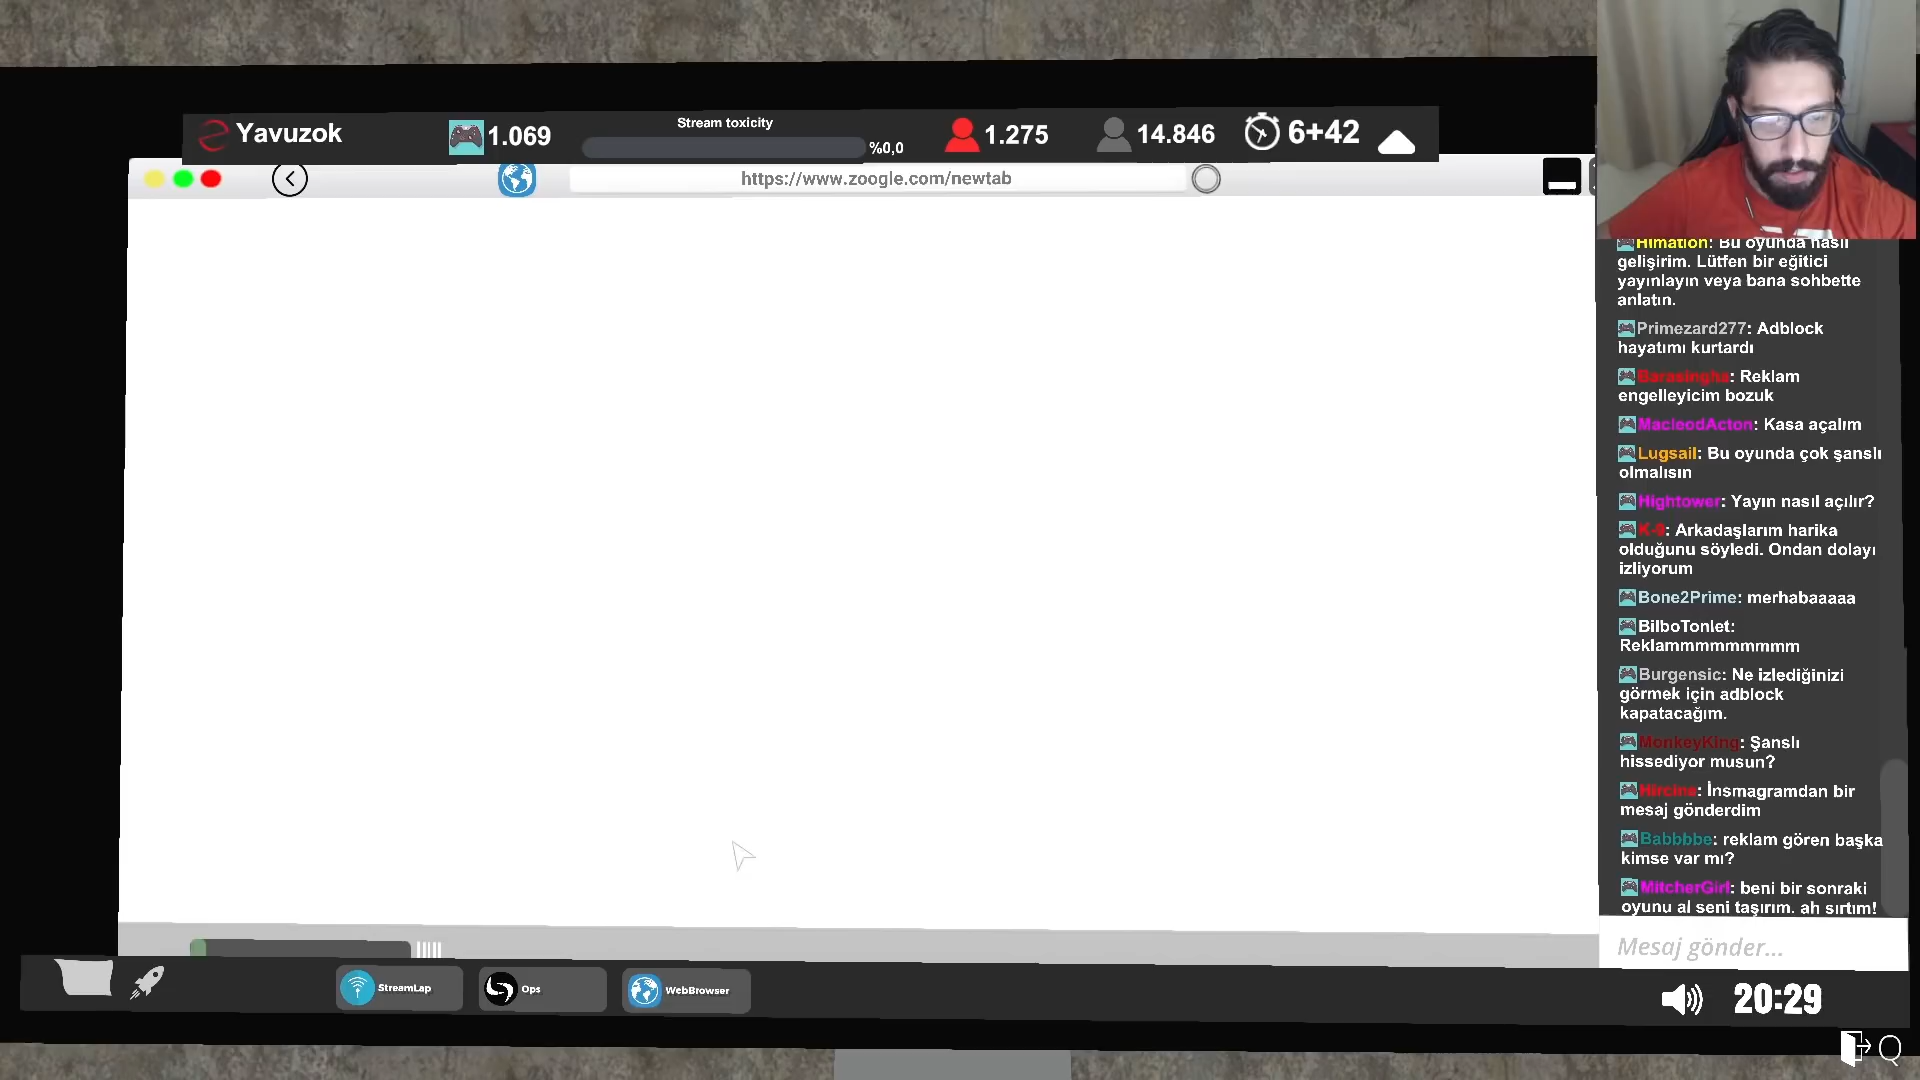 Yavuzok
1.069
Stream toxicity
%0,0
1.275
14.846
6+42
https://www.zoogle.com/newtab
Himation: Bu oyunda nasıl
gelişirim. Lütfen bir eğitici
yayınlayın veya bana sohbette
anlatın.
Primezard277: Adblock
hayatımı kurtardı
Barasingha: Reklam
engelleyicim bozuk
MacleodActon: Kasa açalım
Lugsail: Bu oyunda çok şanslı
olmalısın
Hightower: Yayın nasıl açılır?
K-9: Arkadaşlarım harika
olduğunu söyledi. Ondan dolayı
izliyorum
Bone2Prime: merhabaaaaa
BilboTonlet:
Reklammmmmmmmm
Burgensic: Ne izlediğinizi
görmek için adblock
kapatacağım.
MonkeyKing: Şanslı
hissediyor musun?
Hircine: İnsmagramdan bir
mesaj gönderdim
Babbbbe: reklam gören başka
kimse var mı?
MitcherGirl: beni bir sonraki
oyunu al seni taşırım. ah sırtım!
Mesaj gönder...
StreamLap
Ops
WebBrowser
20:29
Q